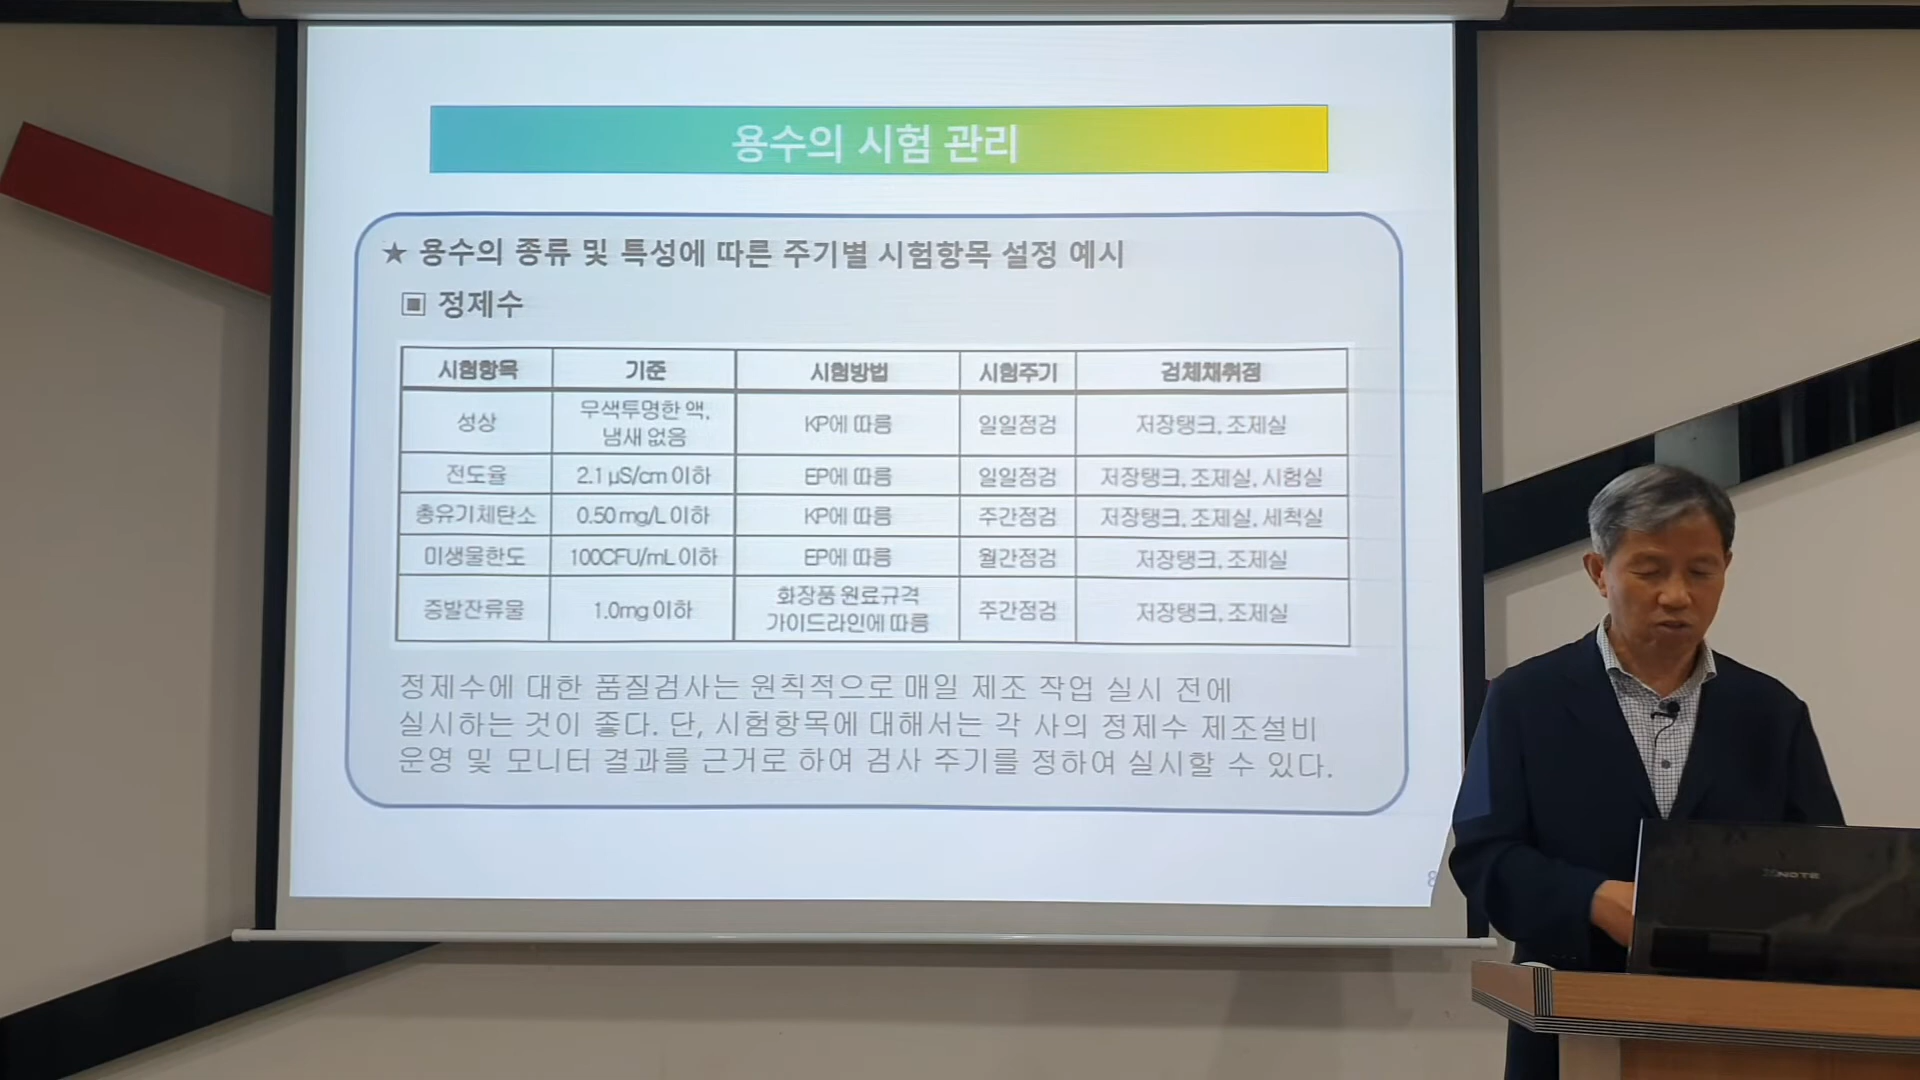 용수의 시험 관리
★ 용수의 종류 및 특성에 따른 주기별 시험항목 설정 예시
▣ 정제수
시험항목 기준 시험방법 시험주기 검체채취점
성상 무색투명한 액, 냄새 없음 KP에 따름 일일점검 저장탱크, 조제실
전도율 2.1 μS/cm 이하 EP에 따름 일일점검 저장탱크, 조제실, 시험실
총유기체탄소 0.50 mg/L 이하 KP에 따름 주간점검 저장탱크, 조제실, 세척실
미생물한도 100CFU/mL 이하 EP에 따름 월간점검 저장탱크, 조제실
증발잔류물 1.0mg 이하 화장품 원료규격 가이드라인에 따름 주간점검 저장탱크, 조제실
정제수에 대한 품질검사는 원칙적으로 매일 제조 작업 실시 전에
실시하는 것이 좋다. 단, 시험항목에 대해서는 각 사의 정제수 제조설비
운영 및 모니터 결과를 근거로 하여 검사 주기를 정하여 실시할 수 있다.
XNOTE